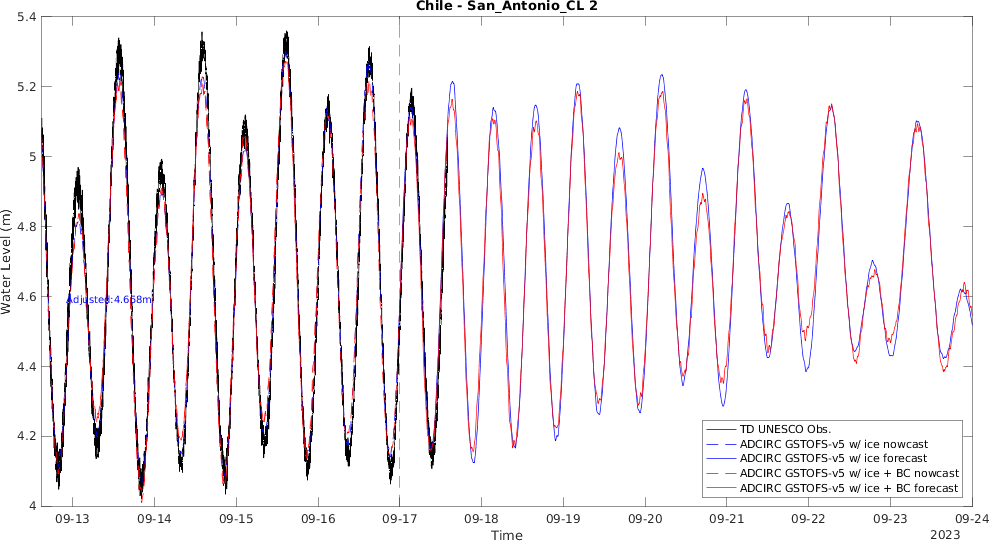 Chile - San_Antonio_CL 2
5.4
5.2
5
4.8
4.6
4.4
4.2
4
Water Level (m)
Adjusted:4.668m
09-13
09-14
09-15
09-16
09-17
09-18
09-19
09-20
09-21
09-22
09-23
09-24
Time
2023
TD UNESCO Obs.
ADCIRC GSTOFS-v5 w/ ice nowcast
ADCIRC GSTOFS-v5 w/ ice forecast
ADCIRC GSTOFS-v5 w/ ice + BC nowcast
ADCIRC GSTOFS-v5 w/ ice + BC forecast